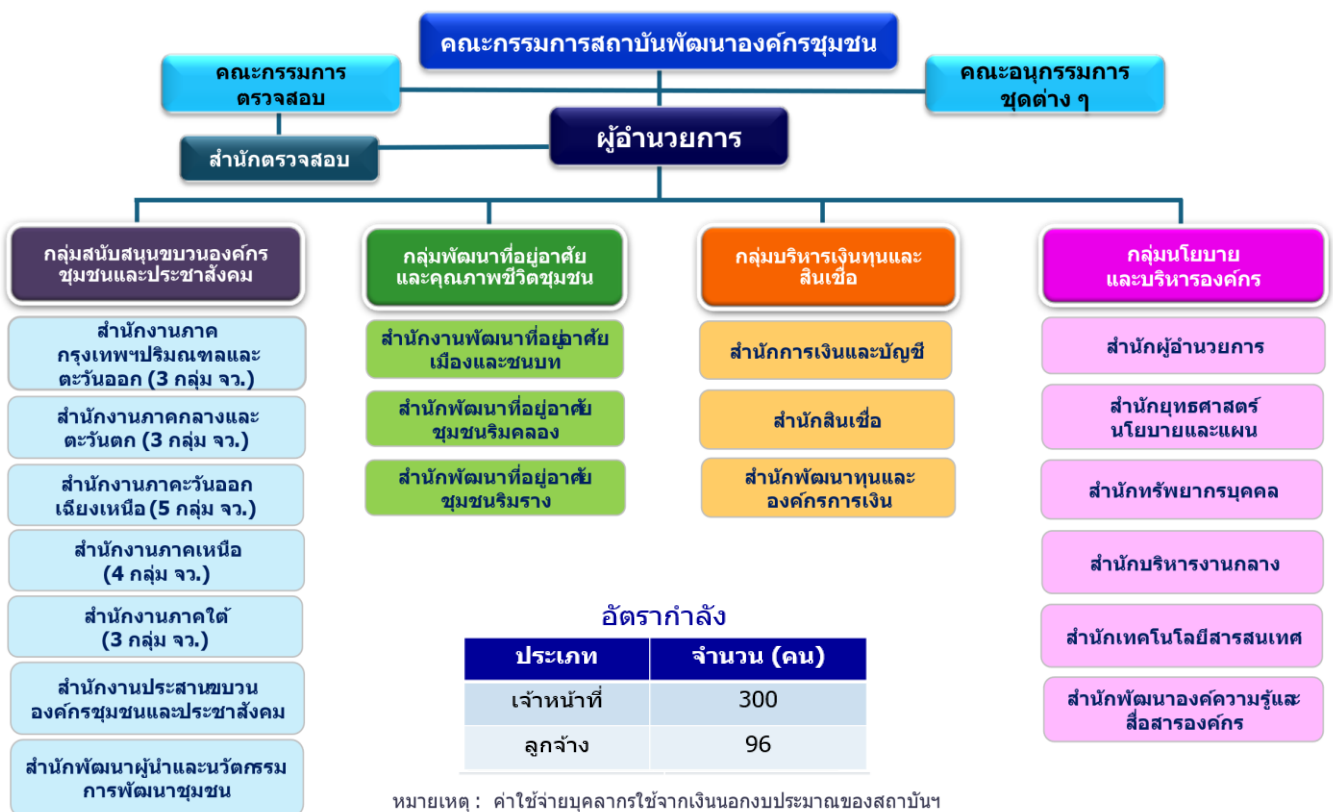 คณะกรรมการสถาบันพัฒนาองค์กรชุมชน
คณะกรรมการ
ตรวจสอบ
คณะอนุกรรมการ
ชุดต่าง ๆ
ผู้อำนวยการ
สำนักตรวจสอบ
กลุ่มสนับสนุนขบวนองค์กร
ชุมชนและประชาสังคม
สำนักงานภาค
กรุงเทพฯปริมณฑลและ
ตะวันออก (3 กลุ่ม จว.)
สำนักงานภาคกลางและ
ตะวันตก (3 กลุ่ม จว.)
สำนักงานภาคะวันออก
เฉียงเหนือ (5 กลุ่ม จว.)
สำนักงานภาคเหนือ
(4 กลุ่ม จว.)
สำนักงานภาคใต้
(3 กลุ่ม จว.)
สำนักงานประสานขบวน
องค์กรชุมชนและประชาสังคม
สำนักพัฒนาผู้นำและนวัตกรรม
การพัฒนาชุมชน
กลุ่มพัฒนาที่อยู่อาศัย
และคุณภาพชีวิตชุมชน
สำนักงานพัฒนาที่อยู่อาศัย
เมืองและชนบท
สำนักพัฒนาที่อยู่อาศัย
ชุมชนริมคลอง
สำนักพัฒนาที่อยู่อาศัย
ชุมชนริมราง
กลุ่มบริหารเงินทุนและ
สินเชื่อ
สำนักการเงินและบัญชี
สำนักสินเชื่อ
สำนักพัฒนาทุนและ
องค์กรการเงิน
กลุ่มนโยบาย
และบริหารองค์กร
สำนักผู้อำนวยการ
สำนักยุทธศาสตร์
นโยบายและแผน
สำนักทรัพยากรบุคคล
สำนักบริหารงานกลาง
สำนักเทคโนโลยีสารสนเทศ
สำนักพัฒนาองค์ความรู้และ
สื่อสารองค์กร
อัตรากำลัง
ประเภท จำนวน (คน)
เจ้าหน้าที่ 300
ลูกจ้าง 96
หมายเหตุ : ค่าใช้จ่ายบุคลากรใช้จากเงินนอกงบประมาณของสถาบันฯ